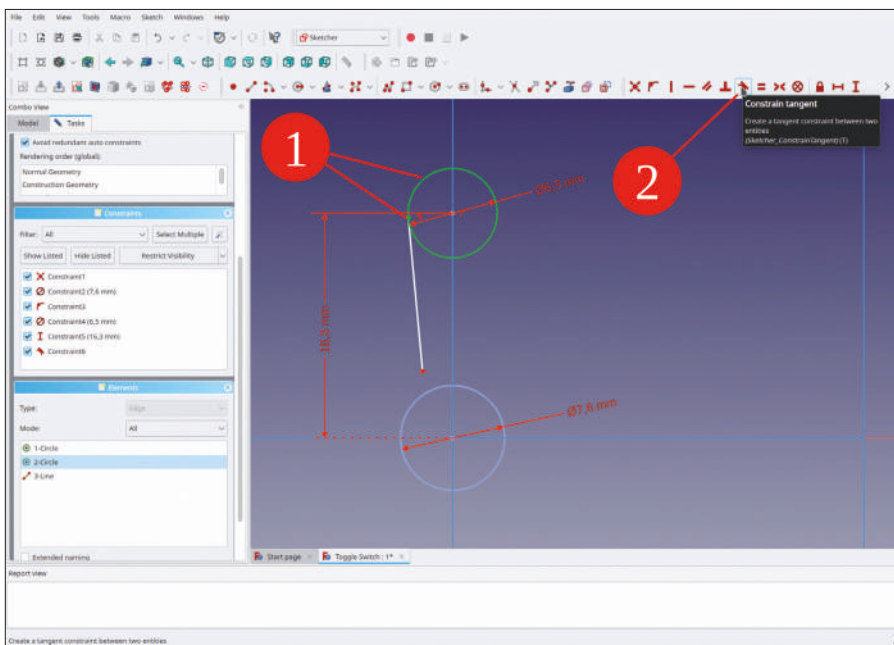 File Edit View Tools Macro Sketch Windows Help
Sketcher
Combo View
Model Tasks
Avoid redundant auto constraints
Rendering order (global):
Normal Geometry
Construction Geometry
Constraints
Filter: All Select Multiple
Show Listed Hide Listed Restrict Visibility
Constraint1
Constraint2 (7,6 mm)
Constraint3
Constraint4 (6,5 mm)
Constraint5 (16,3 mm)
Constraint6
Elements
Type: Edge
Mode: All
1-Circle
2-Circle
3-Line
Extended naming
1
2
Constrain tangent
Create a tangent constraint between two
entities
(Sketcher_ConstrainTangent) (T)
Ø6,5 mm
16,3 mm
Ø7,6 mm
Start page Toggle Switch : 1*
Report view
Create a tangent constraint between two entities